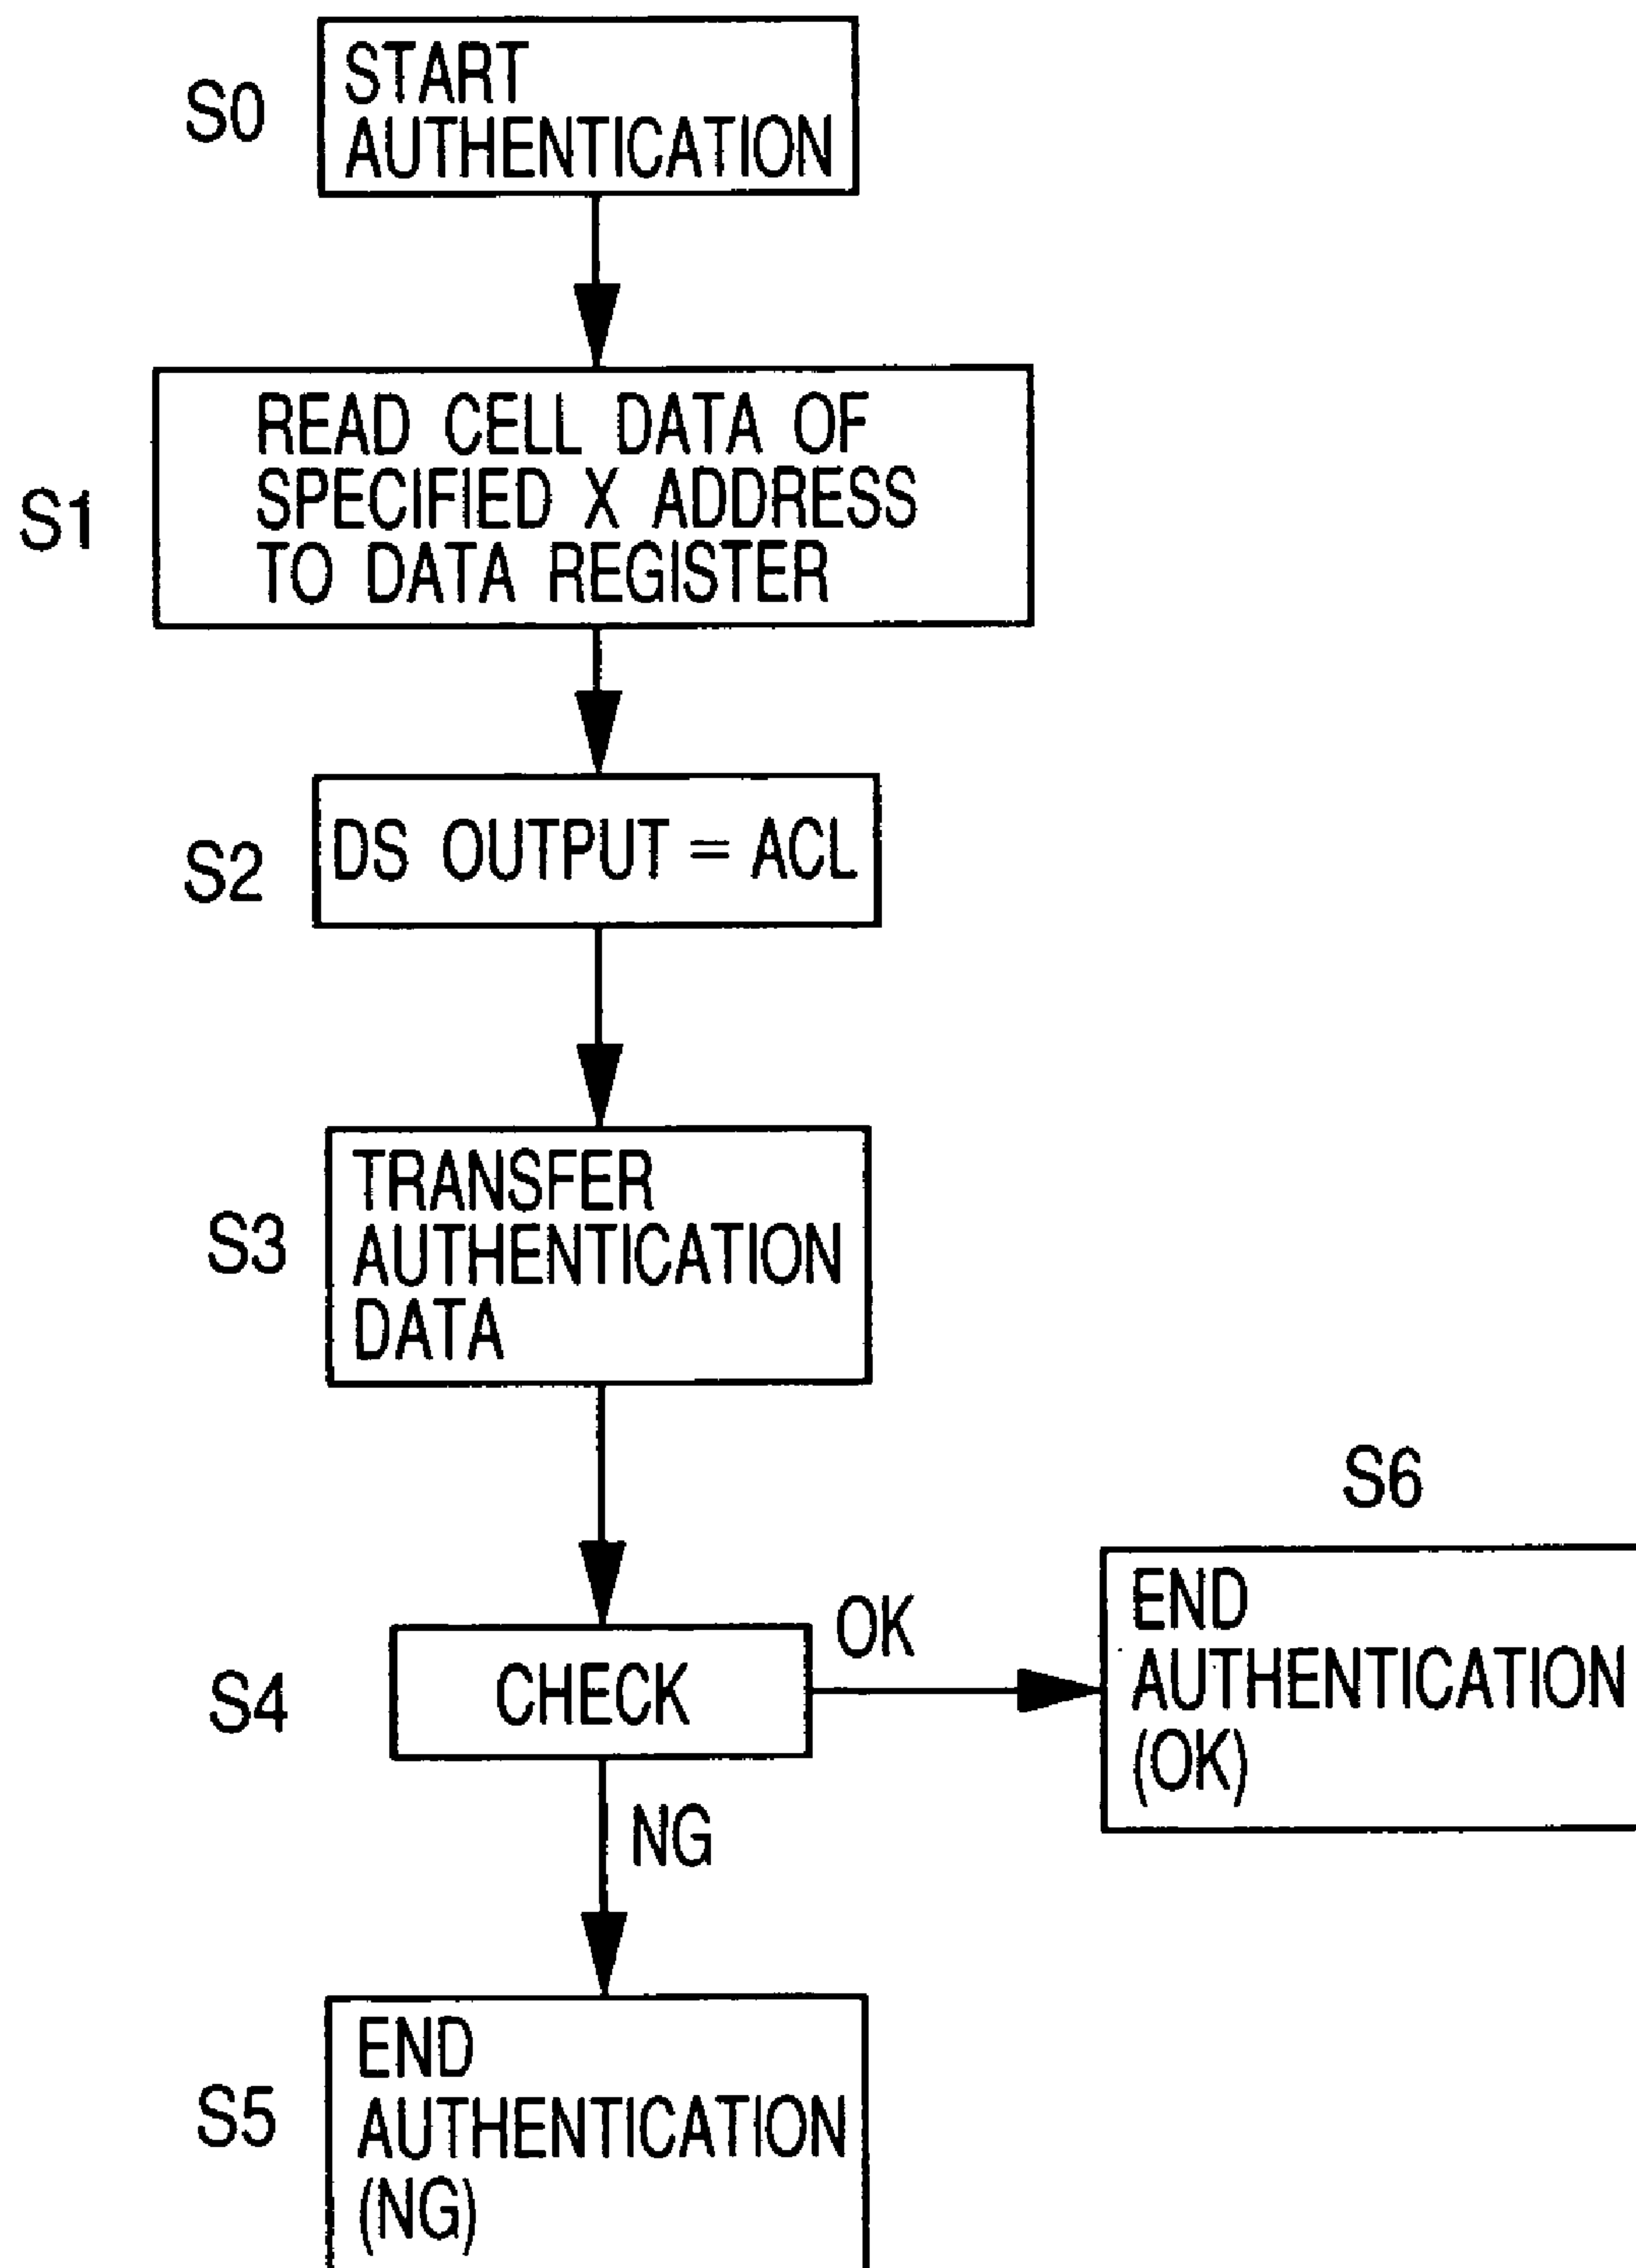 S0
START
AUTHENTICATION
S1
READ CELL DATA OF
SPECIFIED X ADDRESS
TO DATA REGISTER
S2
DS OUTPUT = ACL
S3
TRANSFER
AUTHENTICATION
DATA
S4
CHECK
OK
S6
END
AUTHENTICATION
(OK)
NG
S5
END
AUTHENTICATION
(NG)